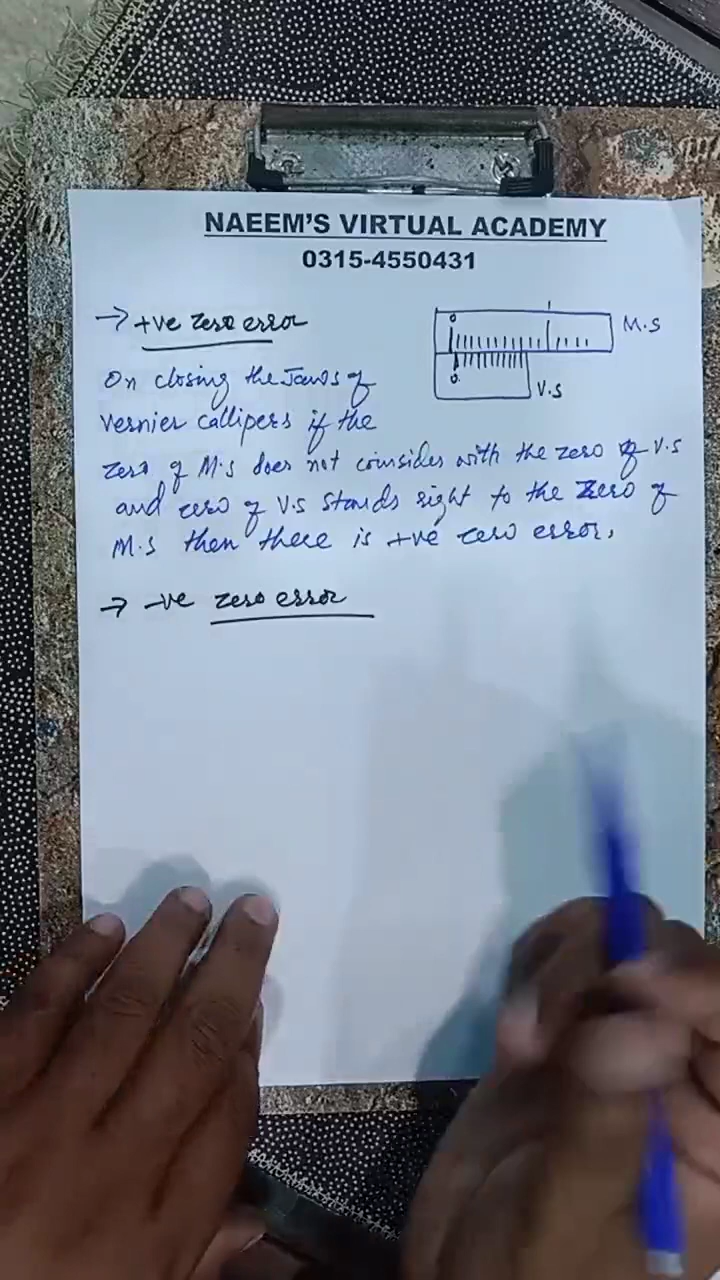 NAEEM'S VIRTUAL ACADEMY
0315-4550431
→ +ve zero error
0
M.S
0
V.S
On closing the Jaws of
vernier callipers if the
zero of M.S does not coinsides with the zero of V.S
and zero of V.S stands right to the zero of
M.S then there is +ve zero error.
→ -ve zero error